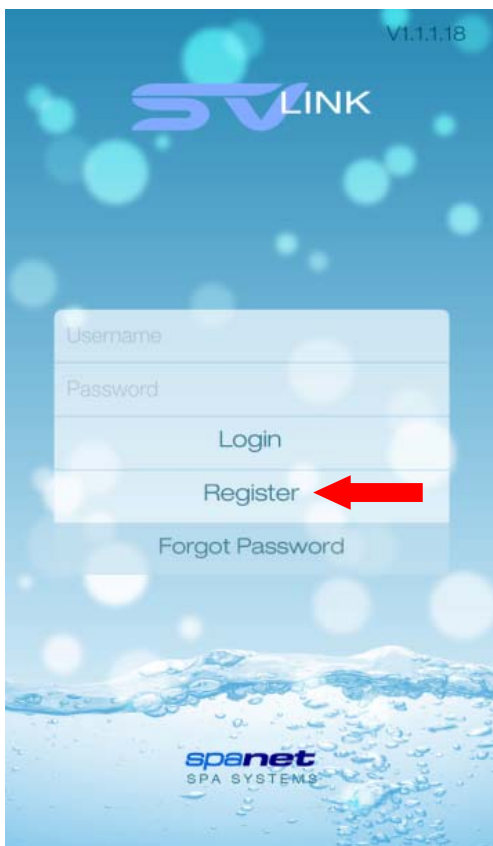 V1.1.1.18
SV LINK
Username
Password
Login
Register
Forgot Password
spanet
SPA SYSTEMS